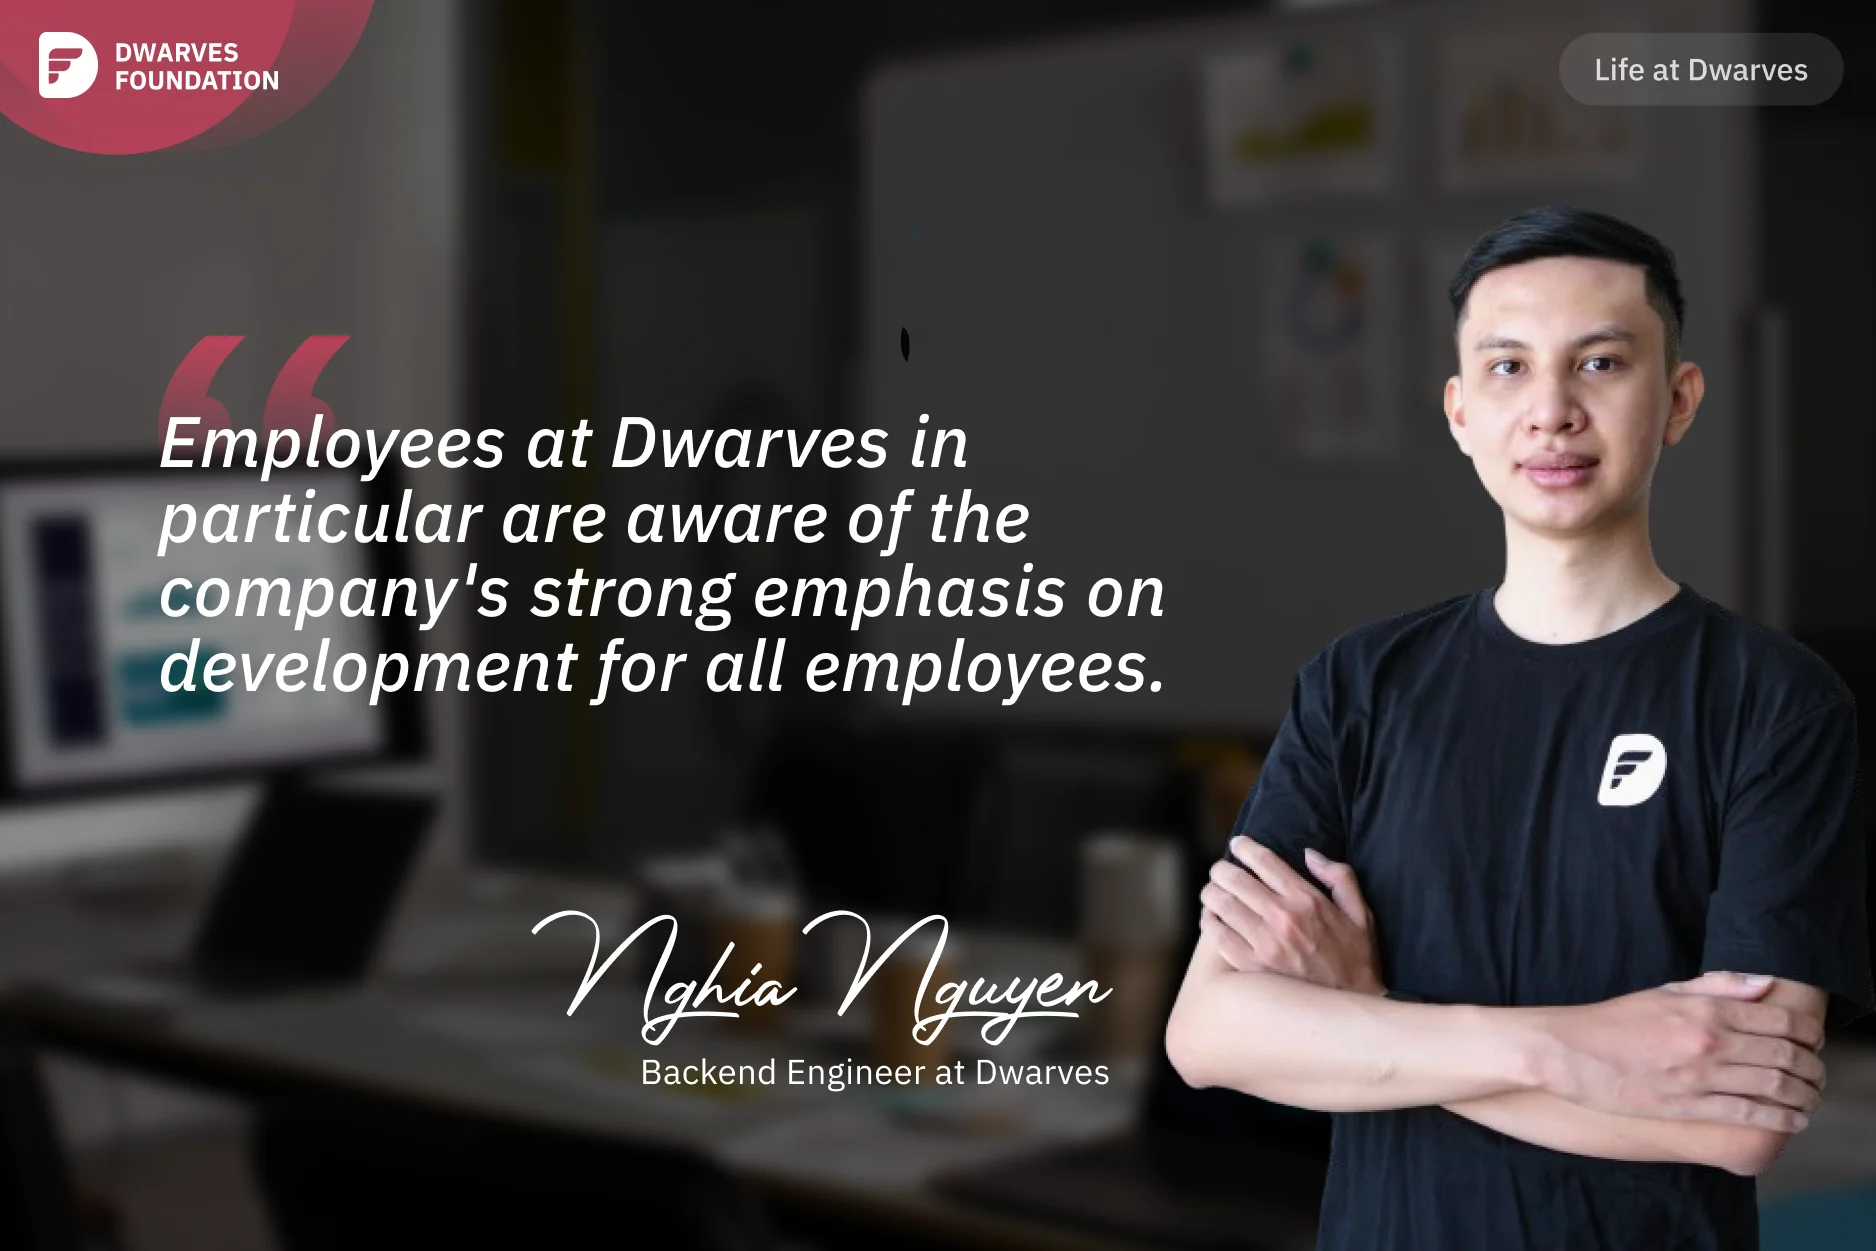 DWARVES
FOUNDATION
Life at Dwarves
Employees at Dwarves in
particular are aware of the
company's strong emphasis on
development for all employees.
Nghia Nguyen
Backend Engineer at Dwarves